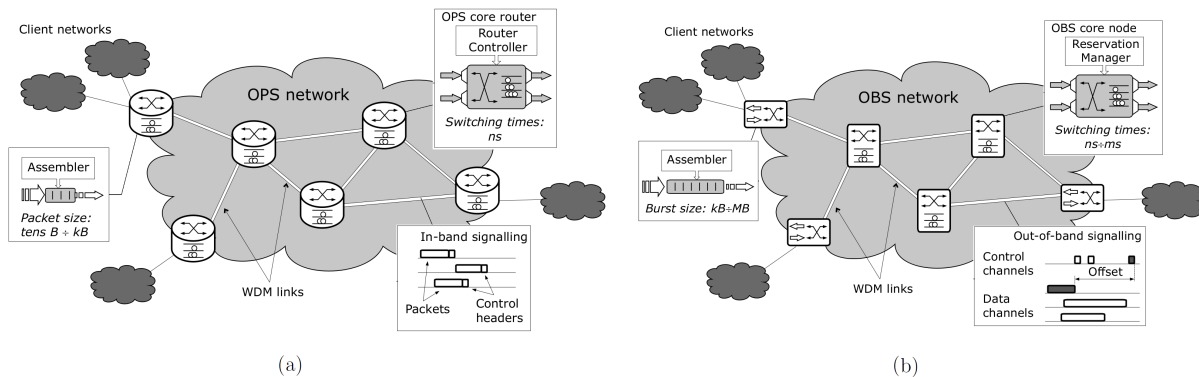 OPS core router
Router
Controller
Client networks
OPS network
Switching times:
ns
Assembler
Packet size:
tens B ÷ kB
In-band signalling
WDM links
Packets
Control
headers
(a)
OBS core node
Reservation
Manager
Client networks
OBS network
Switching times:
ns÷ms
Assembler
Burst size: kB÷MB
Out-of-band signalling
Control
channels
Offset
WDM links
Data
channels
(b)